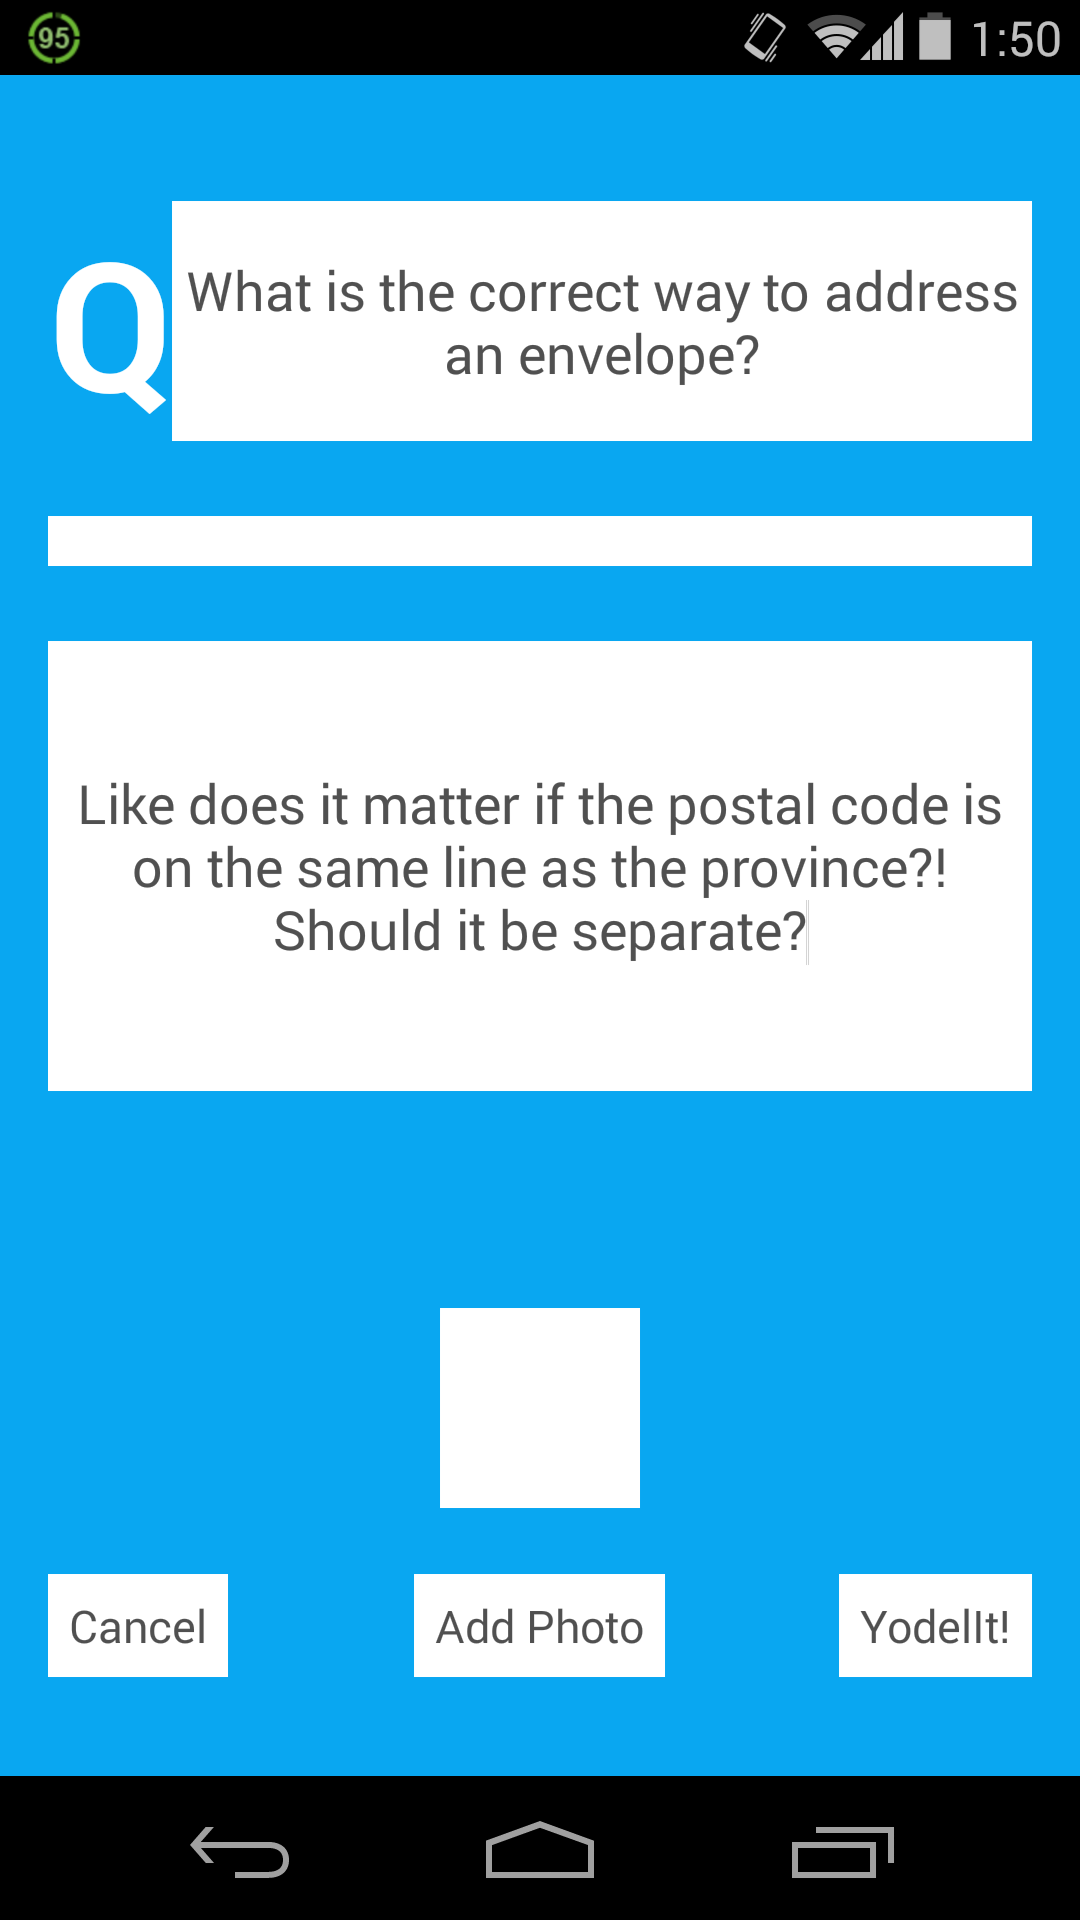 95 1:50
Q
What is the correct way to address
an envelope?
Like does it matter if the postal code is
on the same line as the province?!
Should it be separate?
Cancel Add Photo YodelIt!